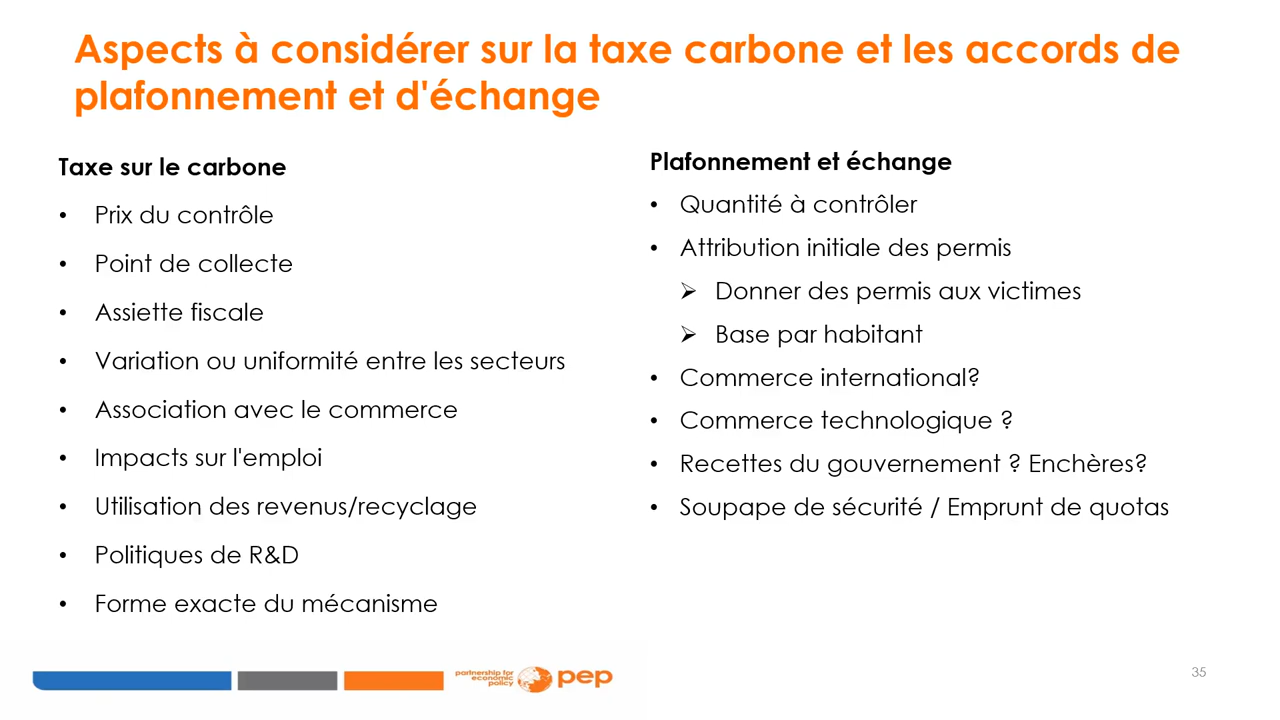 Aspects à considérer sur la taxe carbone et les accords de
plafonnement et d'échange
Taxe sur le carbone
• Prix du contrôle
• Point de collecte
• Assiette fiscale
• Variation ou uniformité entre les secteurs
• Association avec le commerce
• Impacts sur l'emploi
• Utilisation des revenus/recyclage
• Politiques de R&D
• Forme exacte du mécanisme
Plafonnement et échange
• Quantité à contrôler
• Attribution initiale des permis
➢ Donner des permis aux victimes
➢ Base par habitant
• Commerce international?
• Commerce technologique ?
• Recettes du gouvernement ? Enchères?
• Soupape de sécurité / Emprunt de quotas
partnership for
economic
policy
pep
35